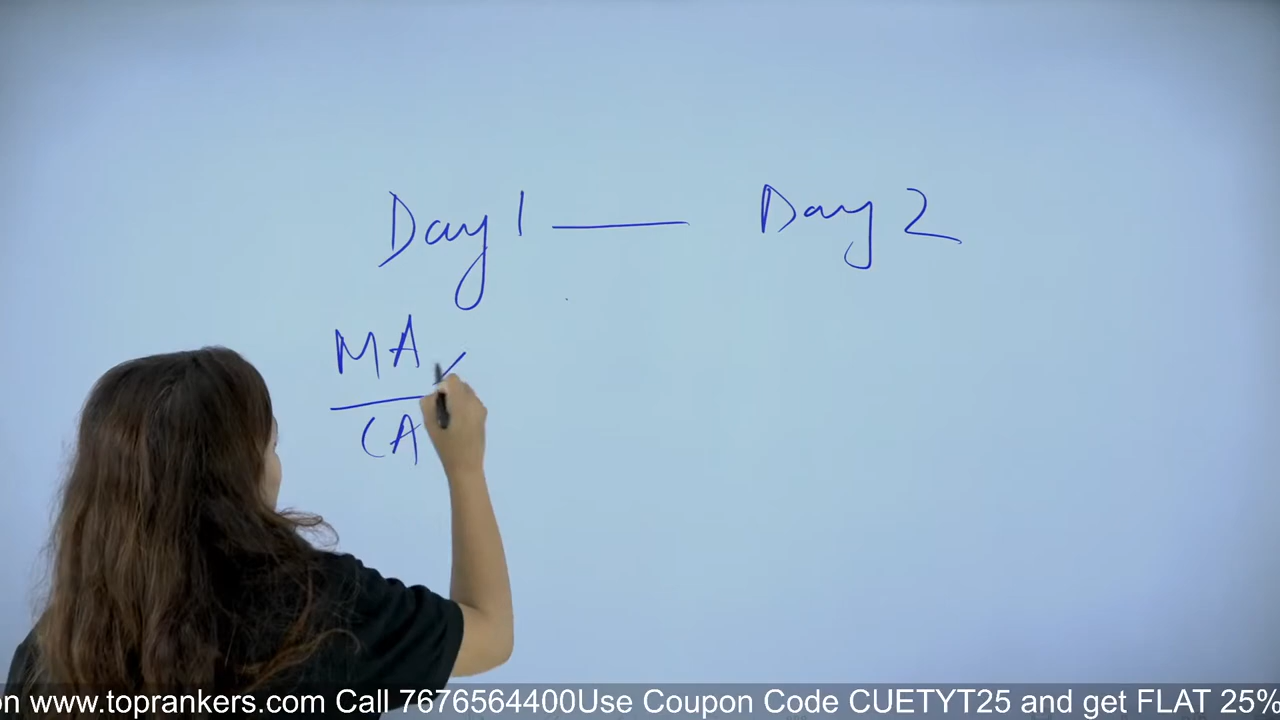 Day 1 — Day 2
MA
CA
on www.toprankers.com Call 7676564400Use Coupon Code CUETYT25 and get FLAT 25%